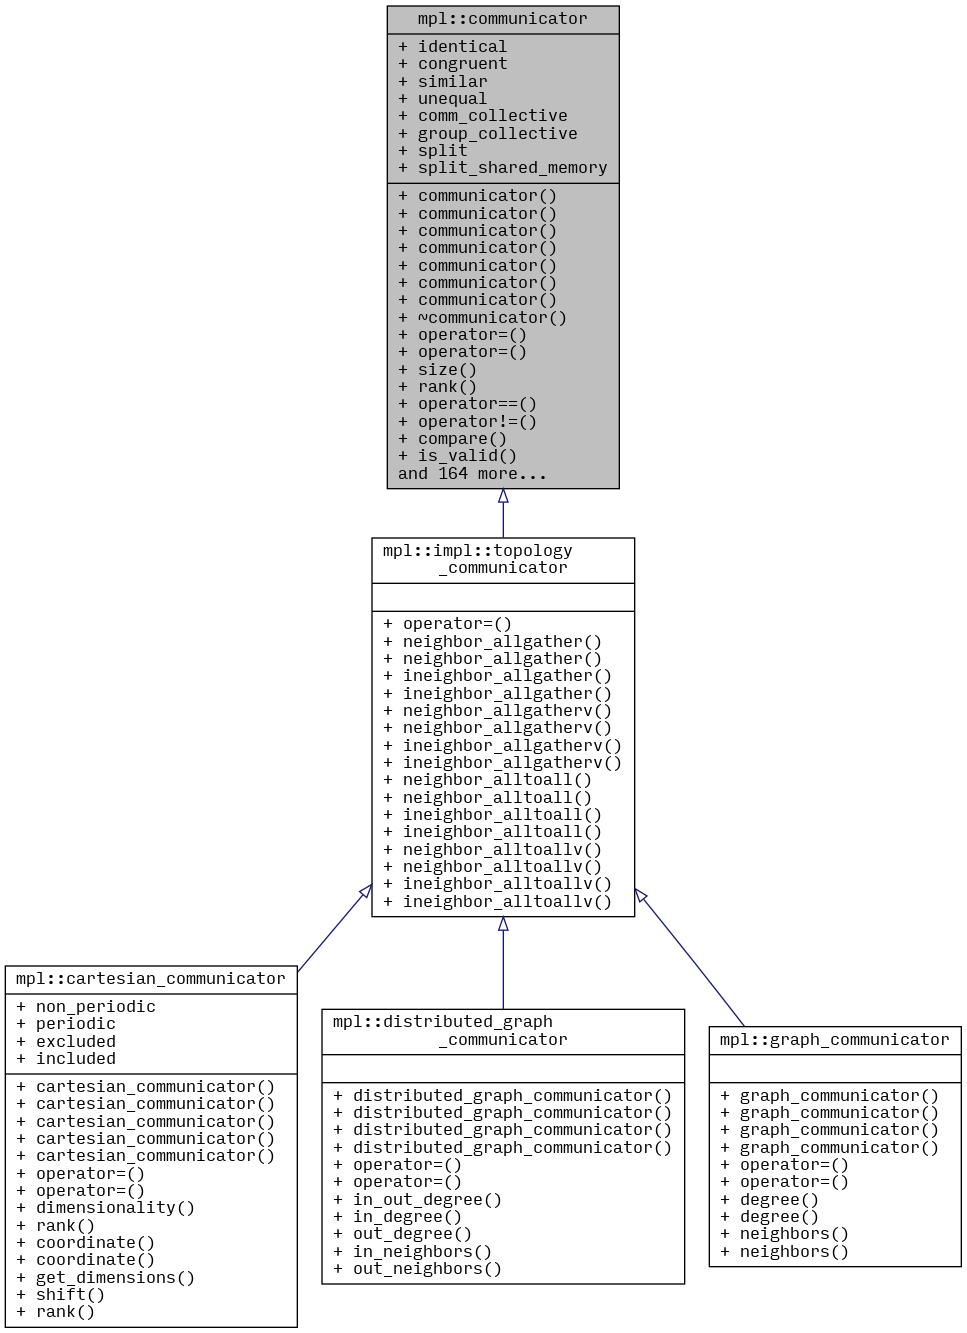 mpl::communicator
+ identical
+ congruent
+ similar
+ unequal
+ comm_collective
+ group_collective
+ split
+ split_shared_memory
+ communicator()
+ communicator()
+ communicator()
+ communicator()
+ communicator()
+ communicator()
+ communicator()
+ ~communicator()
+ operator=()
+ operator=()
+ size()
+ rank()
+ operator==()
+ operator!=()
+ compare()
+ is_valid()
and 164 more...
mpl::impl::topology
_communicator
+ operator=()
+ neighbor_allgather()
+ neighbor_allgather()
+ ineighbor_allgather()
+ ineighbor_allgather()
+ neighbor_allgatherv()
+ neighbor_allgatherv()
+ ineighbor_allgatherv()
+ ineighbor_allgatherv()
+ neighbor_alltoall()
+ neighbor_alltoall()
+ ineighbor_alltoall()
+ ineighbor_alltoall()
+ neighbor_alltoallv()
+ neighbor_alltoallv()
+ ineighbor_alltoallv()
+ ineighbor_alltoallv()
mpl::cartesian_communicator
+ non_periodic
+ periodic
+ excluded
+ included
+ cartesian_communicator()
+ cartesian_communicator()
+ cartesian_communicator()
+ cartesian_communicator()
+ cartesian_communicator()
+ operator=()
+ operator=()
+ dimensionality()
+ rank()
+ coordinate()
+ coordinate()
+ get_dimensions()
+ shift()
+ rank()
mpl::distributed_graph
_communicator
+ distributed_graph_communicator()
+ distributed_graph_communicator()
+ distributed_graph_communicator()
+ distributed_graph_communicator()
+ operator=()
+ operator=()
+ in_out_degree()
+ in_degree()
+ out_degree()
+ in_neighbors()
+ out_neighbors()
mpl::graph_communicator
+ graph_communicator()
+ graph_communicator()
+ graph_communicator()
+ graph_communicator()
+ operator=()
+ operator=()
+ degree()
+ degree()
+ neighbors()
+ neighbors()